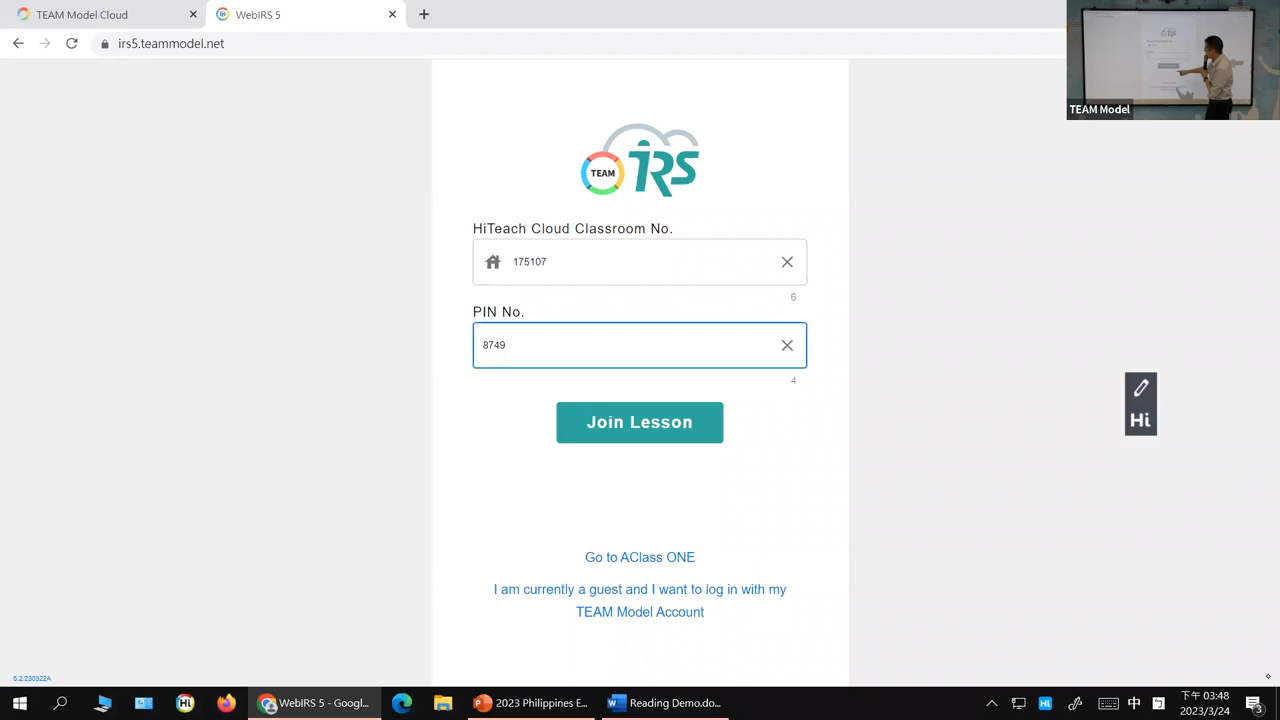 TEAM Model Cloud
WebIRS 5
irs5.teammodel.net
TEAM Model
TEAM
iRS
HiTeach Cloud Classroom No.
175107
6
PIN No.
8749
4
Join Lesson
Hi
Go to AClass ONE
I am currently a guest and I want to log in with my
TEAM Model Account
5.2.230322A
Hi
WebIRS 5 - Googl...
2023 Philippines E...
Reading Demo.do...
Hi
中
下午 03:48
2023/3/24
3